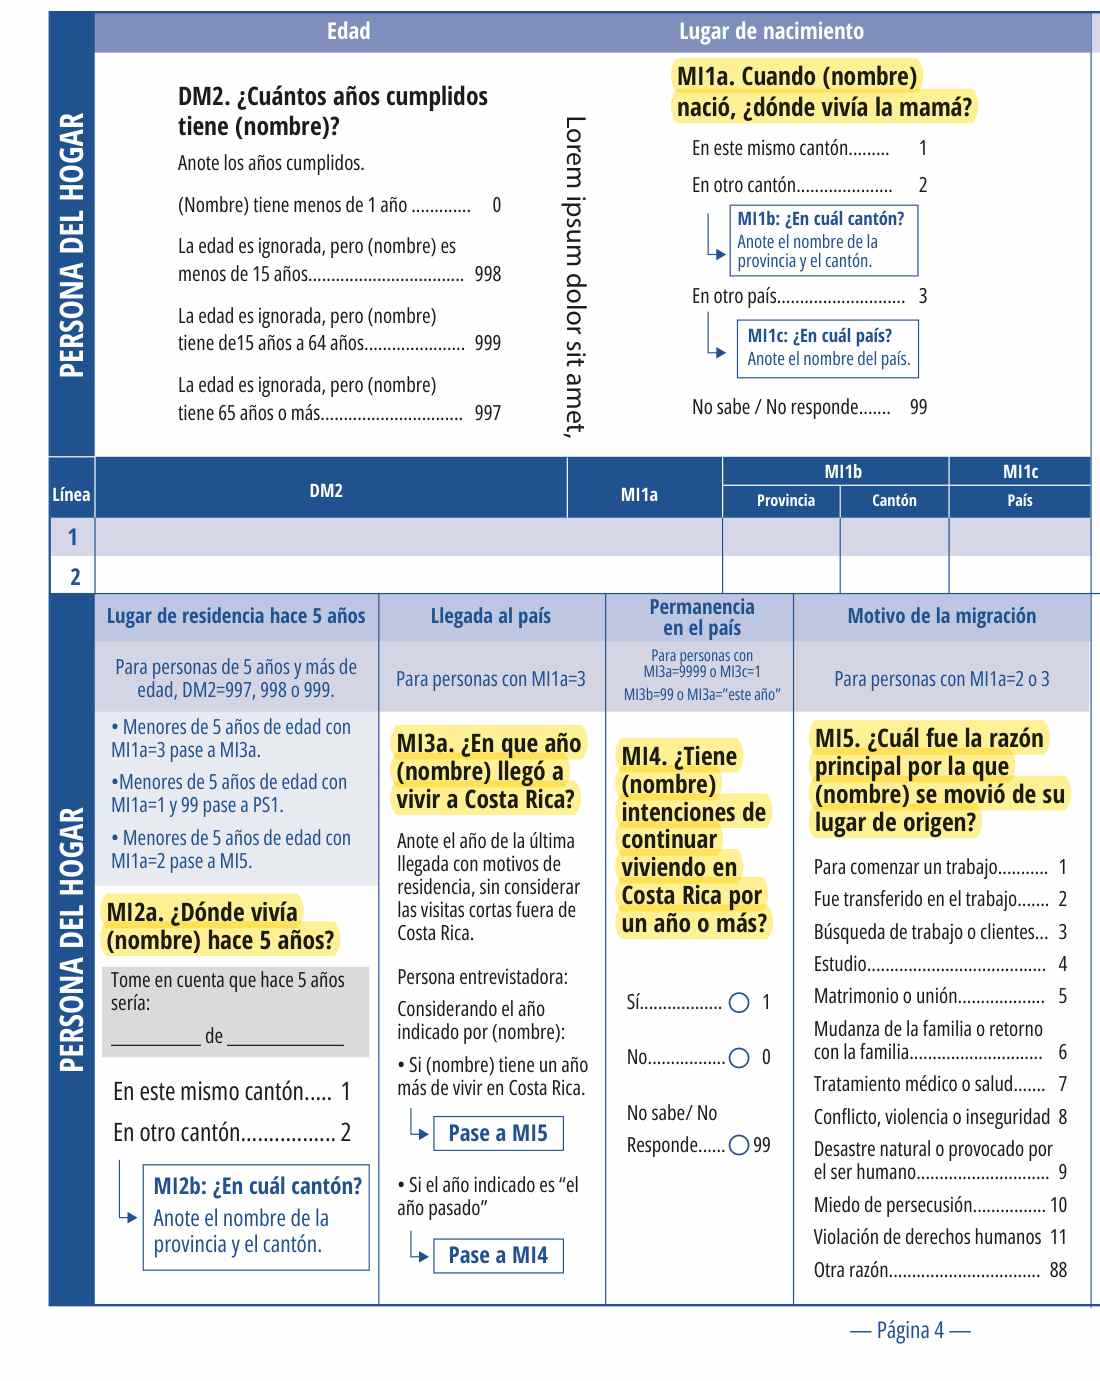 Edad
Lugar de nacimiento
PERSONA DEL HOGAR
DM2. ¿Cuántos años cumplidos
tiene (nombre)?
Anote los años cumplidos.
(Nombre) tiene menos de 1 año ............. 0
La edad es ignorada, pero (nombre) es
menos de 15 años.................................. 998
La edad es ignorada, pero (nombre)
tiene de15 años a 64 años...................... 999
La edad es ignorada, pero (nombre)
tiene 65 años o más............................... 997
Lorem ipsum dolor sit amet,
MI1a. Cuando (nombre)
nació, ¿dónde vivía la mamá?
En este mismo cantón......... 1
En otro cantón..................... 2
MI1b: ¿En cuál cantón?
Anote el nombre de la
provincia y el cantón.
En otro país............................ 3
MI1c: ¿En cuál país?
Anote el nombre del país.
No sabe / No responde....... 99
Línea
DM2
MI1a
MI1b
MI1c
Provincia
Cantón
País
1
2
PERSONA DEL HOGAR
Lugar de residencia hace 5 años
Para personas de 5 años y más de
edad, DM2=997, 998 o 999.
• Menores de 5 años de edad con
MI1a=3 pase a MI3a.
•Menores de 5 años de edad con
MI1a=1 y 99 pase a PS1.
• Menores de 5 años de edad con
MI1a=2 pase a MI5.
MI2a. ¿Dónde vivía
(nombre) hace 5 años?
Tome en cuenta que hace 5 años
sería:
_________ de ____________
En este mismo cantón..... 1
En otro cantón................. 2
MI2b: ¿En cuál cantón?
Anote el nombre de la
provincia y el cantón.
Llegada al país
Para personas con MI1a=3
MI3a. ¿En que año
(nombre) llegó a
vivir a Costa Rica?
Anote el año de la última
llegada con motivos de
residencia, sin considerar
las visitas cortas fuera de
Costa Rica.
Persona entrevistadora:
Considerando el año
indicado por (nombre):
• Si (nombre) tiene un año
más de vivir en Costa Rica.
Pase a MI5
• Si el año indicado es “el
año pasado”
Pase a MI4
Permanencia
en el país
Para personas con
MI3a=9999 o MI3c=1
MI3b=99 o MI3a=“este año”
MI4. ¿Tiene
(nombre)
intenciones de
continuar
viviendo en
Costa Rica por
un año o más?
Sí.................. 1
No................. 0
No sabe/ No
Responde...... 99
Motivo de la migración
Para personas con MI1a=2 o 3
MI5. ¿Cuál fue la razón
principal por la que
(nombre) se movió de su
lugar de origen?
Para comenzar un trabajo........... 1
Fue transferido en el trabajo....... 2
Búsqueda de trabajo o clientes... 3
Estudio....................................... 4
Matrimonio o unión................... 5
Mudanza de la familia o retorno
con la familia............................. 6
Tratamiento médico o salud....... 7
Conflicto, violencia o inseguridad 8
Desastre natural o provocado por
el ser humano............................. 9
Miedo de persecusión................ 10
Violación de derechos humanos 11
Otra razón................................. 88
— Página 4 —